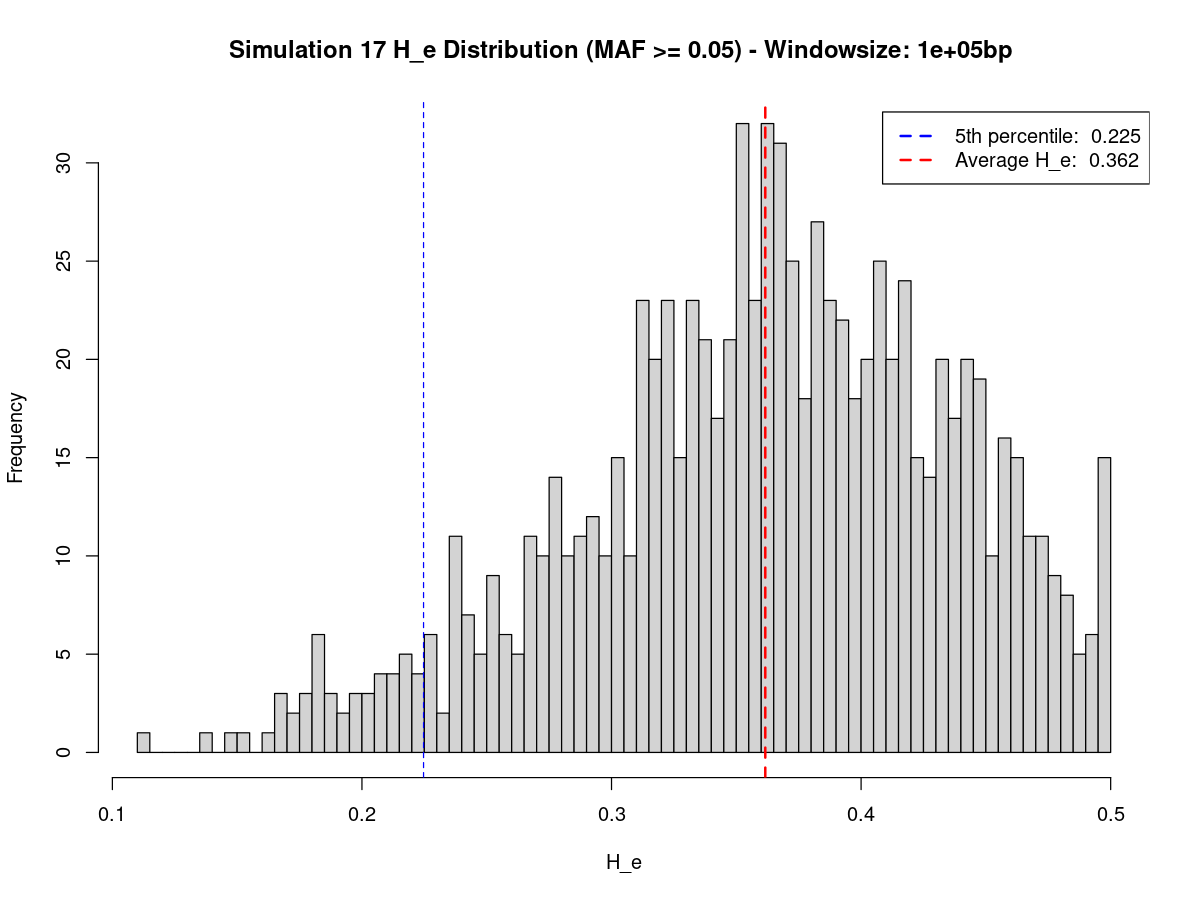 Simulation 17 H_e Distribution (MAF >= 0.05) - Windowsize: 1e+05bp
5th percentile: 0.225
Average H_e: 0.362
30
25
20
15
10
5
0
Frequency
0.1 0.2 0.3 0.4 0.5
H_e